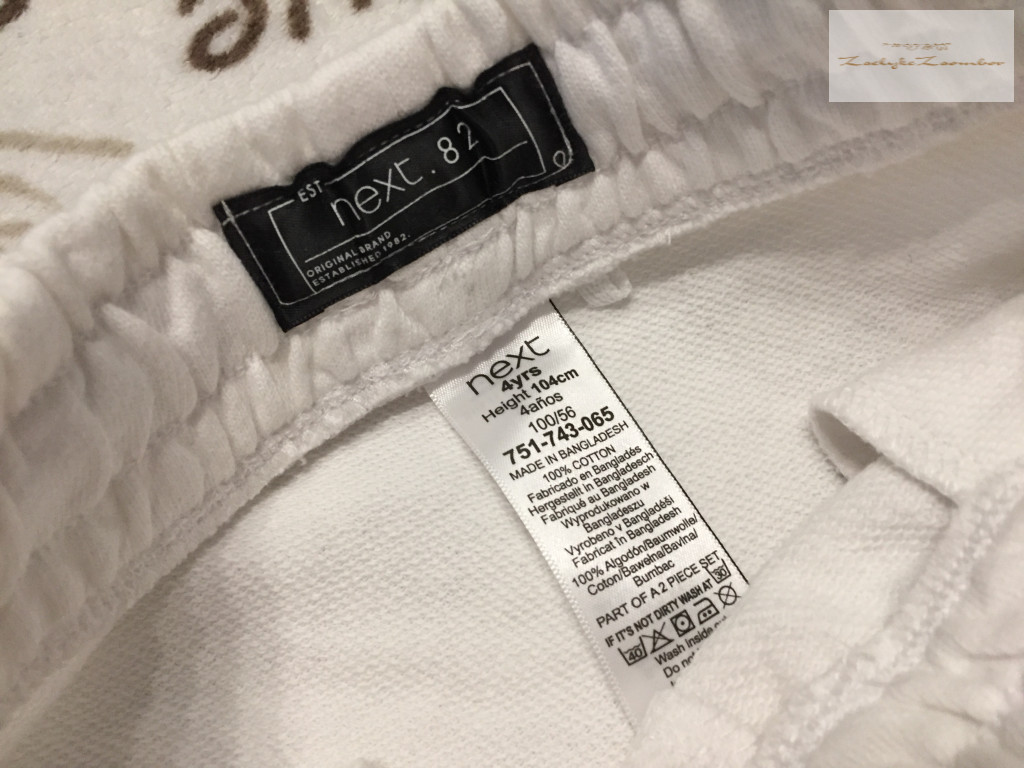 EST
next. 82
ORIGINAL BRAND
ESTABLISHED 1982.
next
4yrs
Height 104cm
4años
100/56
751-743-065
MADE IN BANGLADESH
100% COTTON
Fabricado en Bangladés
Hergestellt in Bangladesch
Fabriqué au Bangladesh
Wyprodukowano w
Bangladeszu
Vyrobeno v Bangladéši
Fabricat în Bangladesh
100% Algodón/Baumwolle/
Coton/Bawełna/Bavlna/
Bumbac
PART OF A 2 PIECE SET
IF IT'S NOT DIRTY WASH AT 30
40
Wash inside
Do not